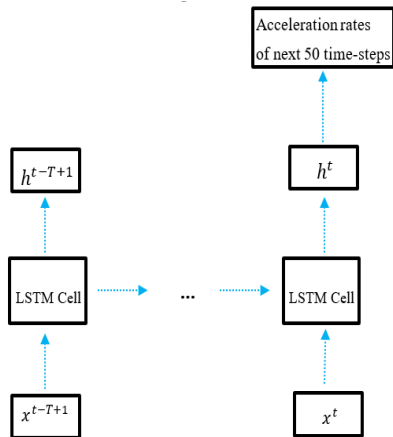 Acceleration rates
of next 50 time-steps
h^{t-T+1}
h^t
LSTM Cell
...
LSTM Cell
x^{t-T+1}
x^t